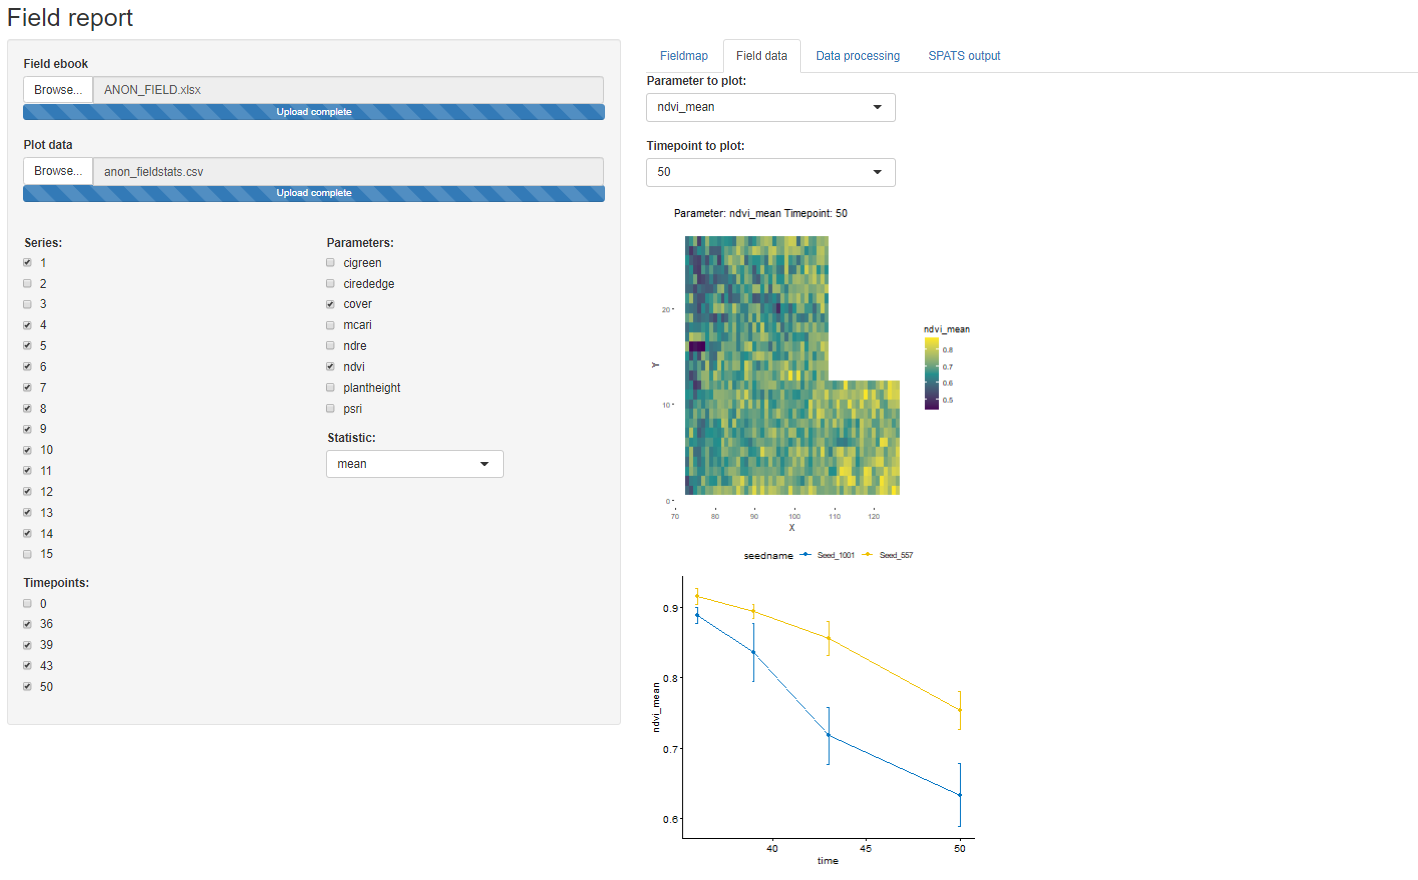 Field report
Field ebook
Browse... ANON_FIELD.xlsx
Upload complete
Plot data
Browse... anon_fieldstats.csv
Upload complete
Series:
1
2
3
4
5
6
7
8
9
10
11
12
13
14
15
Timepoints:
0
36
39
43
50
Parameters:
cigreen
cirededge
cover
mcari
ndre
ndvi
plantheight
psri
Statistic:
mean
Fieldmap Field data Data processing SPATS output
Parameter to plot:
ndvi_mean
Timepoint to plot:
50
Parameter: ndvi_mean Timepoint: 50
20
10
0
Y
70 80 90 100 110 120
X
ndvi_mean
0.8
0.7
0.6
0.5
seedname Seed_1001 Seed_557
0.9
0.8
0.7
0.6
ndvi_mean
40 45 50
time